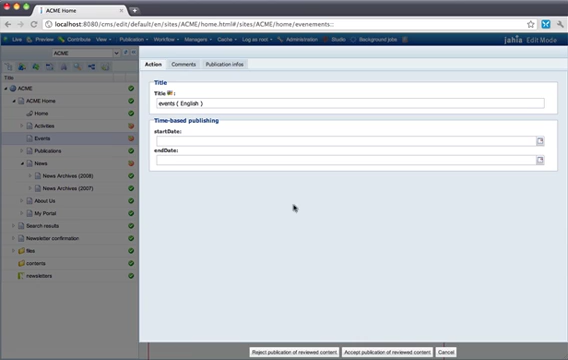 ACME
localhost:8080/cms/edit/default/en/sites/ACME/home.html#/sites/ACME/home/evenements::
Live Preview Contribute View Publication Workflow Managers Cache to root Administration Studio Background jobs jahia Edit Mode
ACME
Action Comments Publication infos
Title
ACME
ACME Home
Home
Activities
Events
Publications
News
News Archives (2008)
News Archives (2007)
About Us
My Portal
Search results
Newsletter confirmation
files
contents
newsletters
Title
Title :
events ( English )
Time-based publishing
startDate:
endDate:
Reject publication of reviewed content Accept publication of reviewed content Cancel